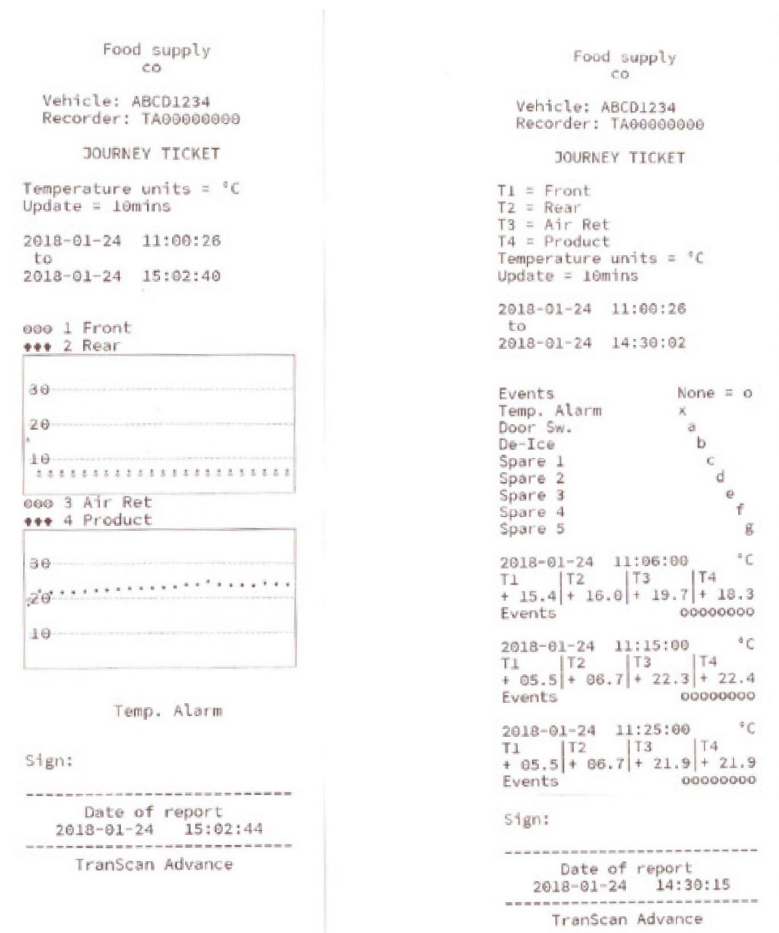 Food supply
co
Vehicle: ABCD1234
Recorder: TA00000000
JOURNEY TICKET
Temperature units = °C
Update = 10mins
2018-01-24 11:00:26
to
2018-01-24 15:02:40
ooo 1 Front
♦♦♦ 2 Rear
30
20
10
ooo 3 Air Ret
♦♦♦ 4 Product
30
20
10
Temp. Alarm
Sign:
Date of report
2018-01-24 15:02:44
TranScan Advance
Food supply
co
Vehicle: ABCD1234
Recorder: TA00000000
JOURNEY TICKET
T1 = Front
T2 = Rear
T3 = Air Ret
T4 = Product
Temperature units = °C
Update = 10mins
2018-01-24 11:00:26
to
2018-01-24 14:30:02
Events None = o
Temp. Alarm x
Door Sw. a
De-Ice b
Spare 1 c
Spare 2 d
Spare 3 e
Spare 4 f
Spare 5 g
2018-01-24 11:06:00 °C
T1 |T2 |T3 |T4
+ 15.4|+ 16.0|+ 19.7|+ 18.3
Events oooooooo
2018-01-24 11:15:00 °C
T1 |T2 |T3 |T4
+ 05.5|+ 06.7|+ 22.3|+ 22.4
Events oooooooo
2018-01-24 11:25:00 °C
T1 |T2 |T3 |T4
+ 05.5|+ 06.7|+ 21.9|+ 21.9
Events oooooooo
Sign:
Date of report
2018-01-24 14:30:15
TranScan Advance